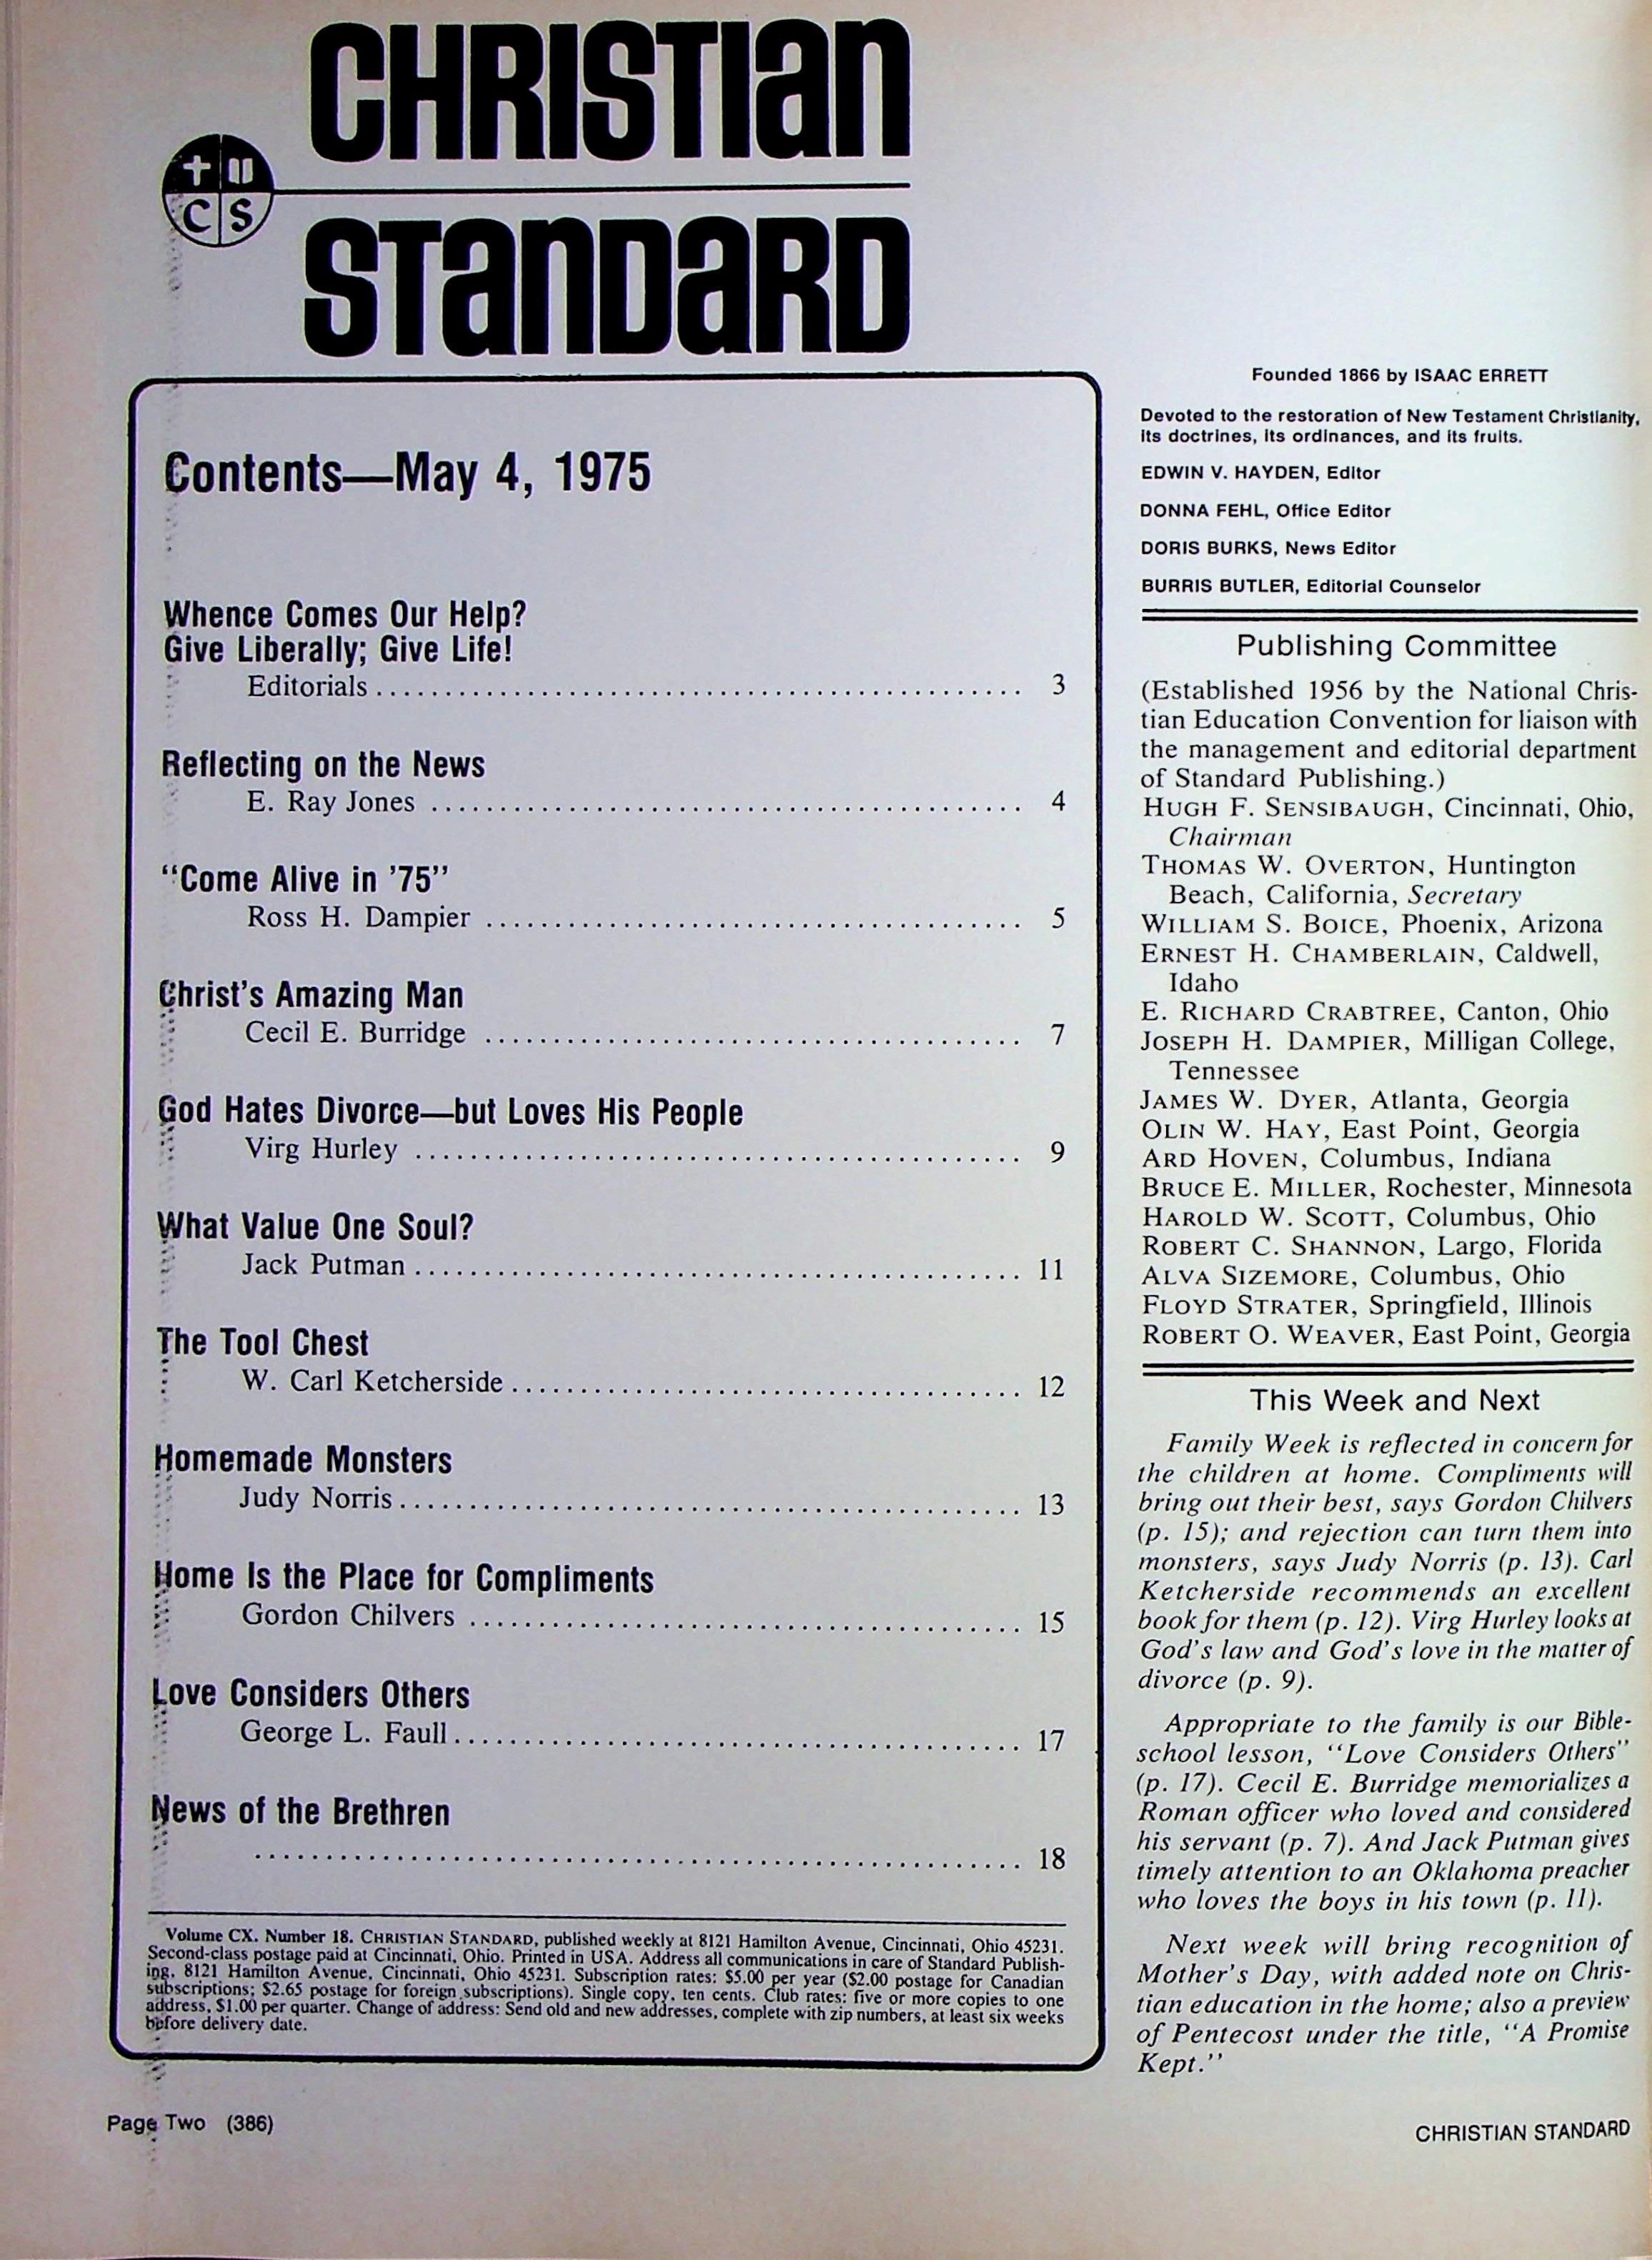 CHRISTIAN
C S
STANDARD
Contents—May 4, 1975
Whence Comes Our Help?
Give Liberally; Give Life!
Editorials . . . . . . . . . . 3
Reflecting on the News
E. Ray Jones . . . . . . . . . . 4
“Come Alive in ’75”
Ross H. Dampier . . . . . . . . . . 5
Christ’s Amazing Man
Cecil E. Burridge . . . . . . . . . . 7
God Hates Divorce—but Loves His People
Virg Hurley . . . . . . . . . . 9
What Value One Soul?
Jack Putman . . . . . . . . . . 11
The Tool Chest
W. Carl Ketcherside . . . . . . . . . . 12
Homemade Monsters
Judy Norris . . . . . . . . . . 13
Home Is the Place for Compliments
Gordon Chilvers . . . . . . . . . . 15
Love Considers Others
George L. Faull . . . . . . . . . . 17
News of the Brethren
. . . . . . . . . . 18
Volume CX. Number 18. CHRISTIAN STANDARD, published weekly at 8121 Hamilton Avenue, Cincinnati, Ohio 45231.
Second-class postage paid at Cincinnati, Ohio. Printed in USA. Address all communications in care of Standard Publish-
ing, 8121 Hamilton Avenue, Cincinnati, Ohio 45231. Subscription rates: $5.00 per year ($2.00 postage for Canadian
subscriptions; $2.65 postage for foreign subscriptions). Single copy, ten cents. Club rates: five or more copies to one
address, $1.00 per quarter. Change of address: Send old and new addresses, complete with zip numbers, at least six weeks
before delivery date.
Founded 1866 by ISAAC ERRETT
Devoted to the restoration of New Testament Christianity,
its doctrines, its ordinances, and its fruits.
EDWIN V. HAYDEN, Editor
DONNA FEHL, Office Editor
DORIS BURKS, News Editor
BURRIS BUTLER, Editorial Counselor
Publishing Committee
(Established 1956 by the National Chris-
tian Education Convention for liaison with
the management and editorial department
of Standard Publishing.)
HUGH F. SENSIBAUGH, Cincinnati, Ohio,
Chairman
THOMAS W. OVERTON, Huntington
Beach, California, Secretary
WILLIAM S. BOICE, Phoenix, Arizona
ERNEST H. CHAMBERLAIN, Caldwell,
Idaho
E. RICHARD CRABTREE, Canton, Ohio
JOSEPH H. DAMPIER, Milligan College,
Tennessee
JAMES W. DYER, Atlanta, Georgia
OLIN W. HAY, East Point, Georgia
ARD HOVEN, Columbus, Indiana
BRUCE E. MILLER, Rochester, Minnesota
HAROLD W. SCOTT, Columbus, Ohio
ROBERT C. SHANNON, Largo, Florida
ALVA SIZEMORE, Columbus, Ohio
FLOYD STRATER, Springfield, Illinois
ROBERT O. WEAVER, East Point, Georgia
This Week and Next
Family Week is reflected in concern for
the children at home. Compliments will
bring out their best, says Gordon Chilvers
(p. 15); and rejection can turn them into
monsters, says Judy Norris (p. 13). Carl
Ketcherside recommends an excellent
book for them (p. 12). Virg Hurley looks at
God’s law and God’s love in the matter of
divorce (p. 9).
Appropriate to the family is our Bible-
school lesson, “Love Considers Others”
(p. 17). Cecil E. Burridge memorializes a
Roman officer who loved and considered
his servant (p. 7). And Jack Putman gives
timely attention to an Oklahoma preacher
who loves the boys in his town (p. 11).
Next week will bring recognition of
Mother’s Day, with added note on Chris-
tian education in the home; also a preview
of Pentecost under the title, “A Promise
Kept.”
Page Two (386)
CHRISTIAN STANDARD